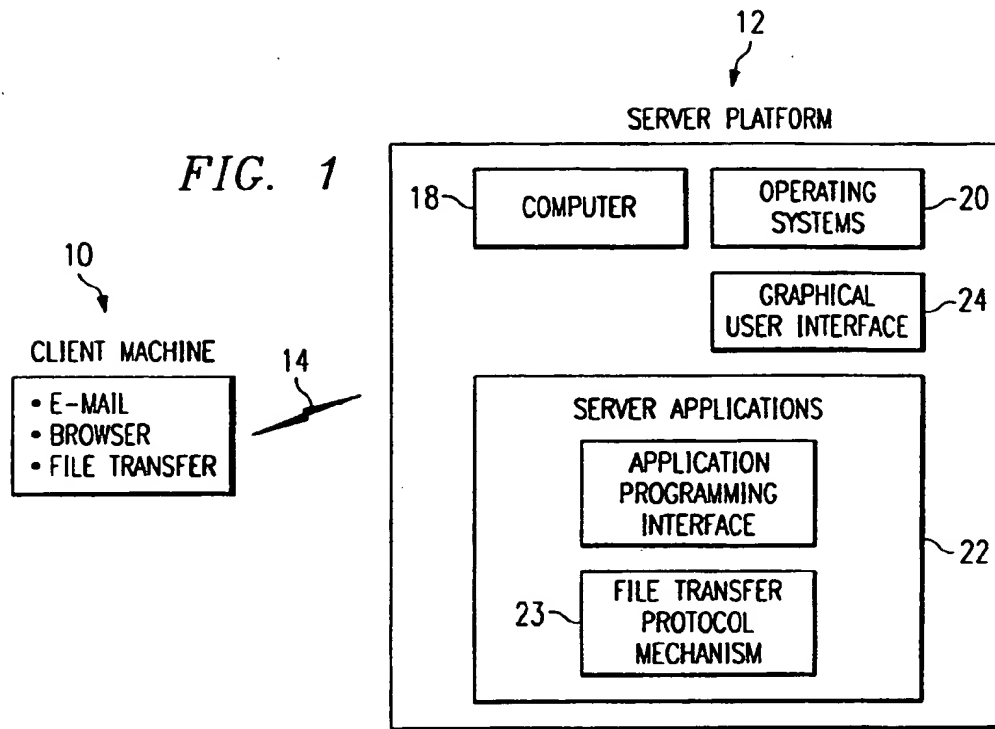 12
SERVER PLATFORM
FIG. 1
18
COMPUTER
OPERATING
SYSTEMS
20
10
GRAPHICAL
USER INTERFACE
24
CLIENT MACHINE
14
• E-MAIL
• BROWSER
• FILE TRANSFER
SERVER APPLICATIONS
APPLICATION
PROGRAMMING
INTERFACE
22
23
FILE TRANSFER
PROTOCOL
MECHANISM